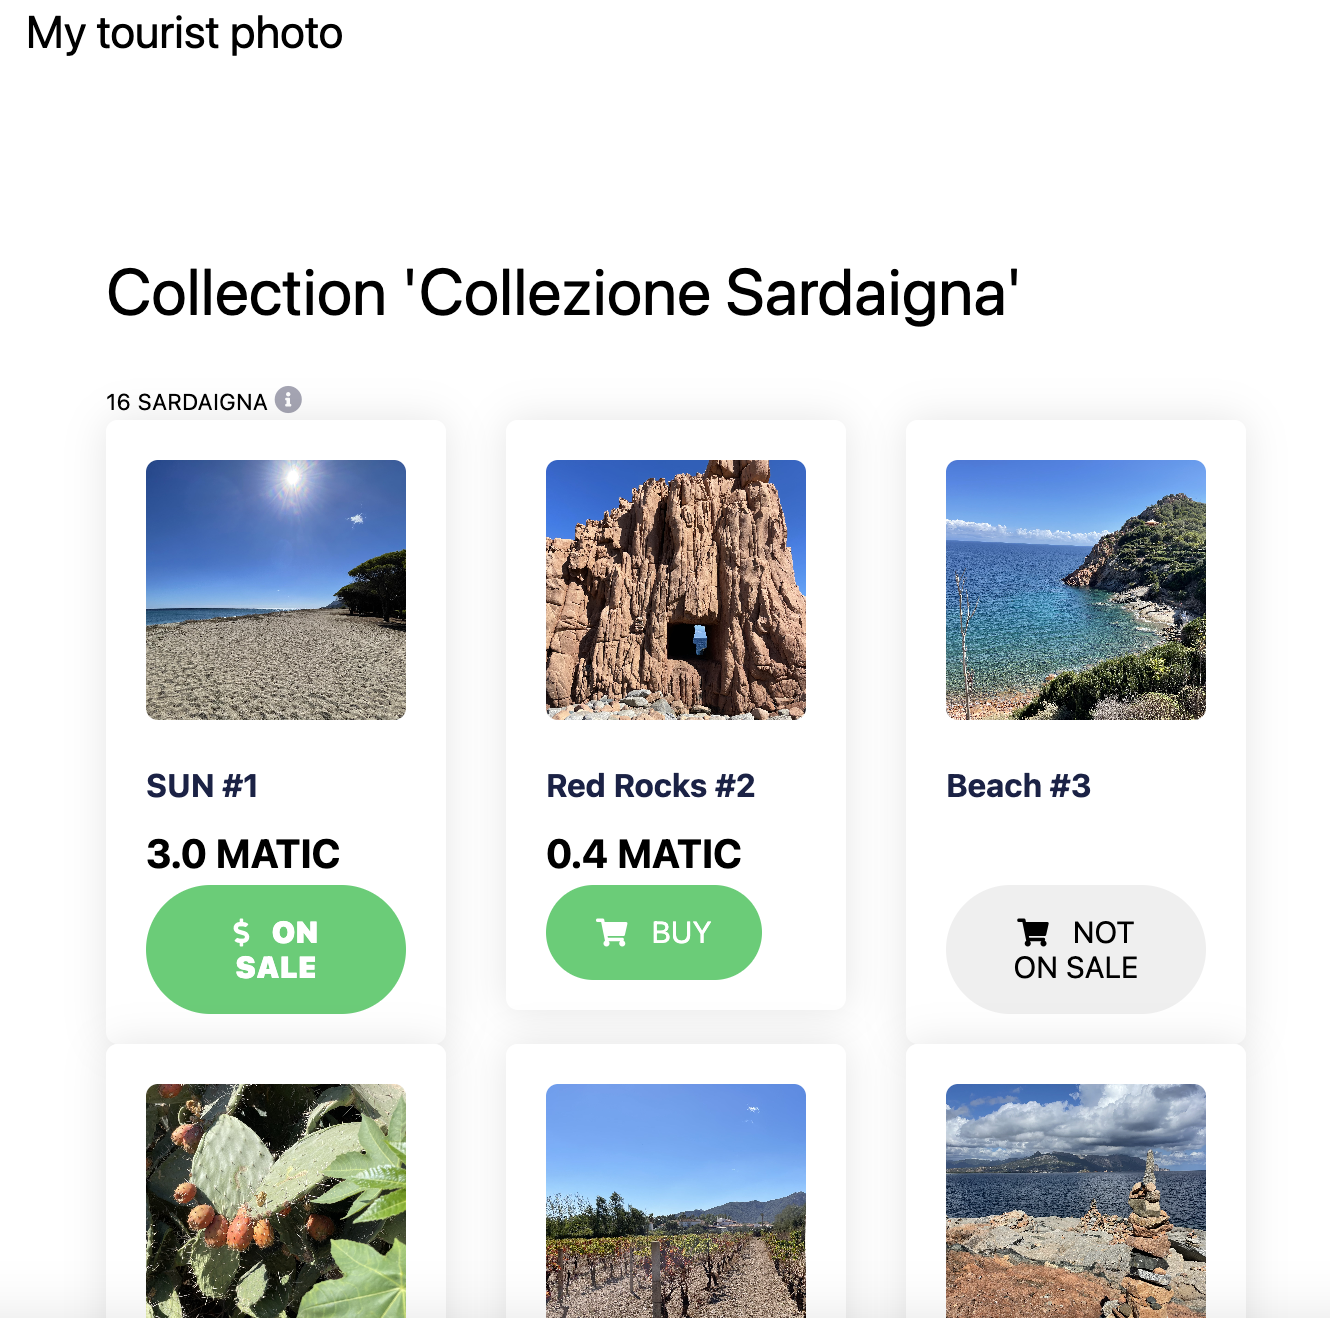 My tourist photo
Collection 'Collezione Sardaigna'
16 SARDAIGNA
SUN #1
3.0 MATIC
$ ON
SALE
Red Rocks #2
0.4 MATIC
BUY
Beach #3
NOT
ON SALE